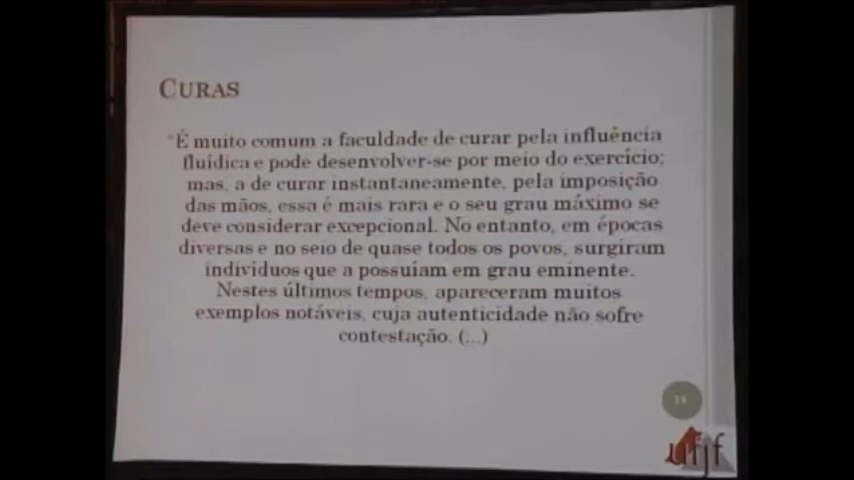 CURAS
"É muito comum a faculdade de curar pela influência
fluídica e pode desenvolver-se por meio do exercício;
mas, a de curar instantaneamente, pela imposição
das mãos, essa é mais rara e o seu grau máximo se
deve considerar excepcional. No entanto, em épocas
diversas e no seio de quase todos os povos, surgiram
indivíduos que a possuíam em grau eminente.
Nestes últimos tempos, apareceram muitos
exemplos notáveis, cuja autenticidade não sofre
contestação. (...)
ufjf